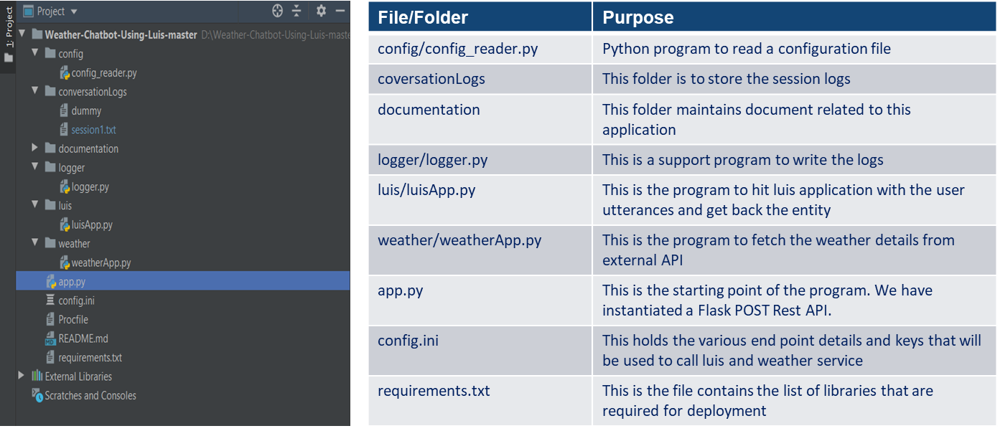 1: Project
Project
Weather-Chatbot-Using-Luis-master D:\Weather-Chatbot-Using-Luis-maste
config
config_reader.py
conversationLogs
dummy
session1.txt
documentation
logger
logger.py
luis
luisApp.py
weather
weatherApp.py
app.py
config.ini
Procfile
MD
README.md
requirements.txt
External Libraries
Scratches and Consoles
File/Folder Purpose
config/config_reader.py Python program to read a configuration file
coversationLogs This folder is to store the session logs
documentation This folder maintains document related to this
application
logger/logger.py This is a support program to write the logs
luis/luisApp.py This is the program to hit luis application with the user
utterances and get back the entity
weather/weatherApp.py This is the program to fetch the weather details from
external API
app.py This is the starting point of the program. We have
instantiated a Flask POST Rest API.
config.ini This holds the various end point details and keys that will
be used to call luis and weather service
requirements.txt This is the file contains the list of libraries that are
required for deployment